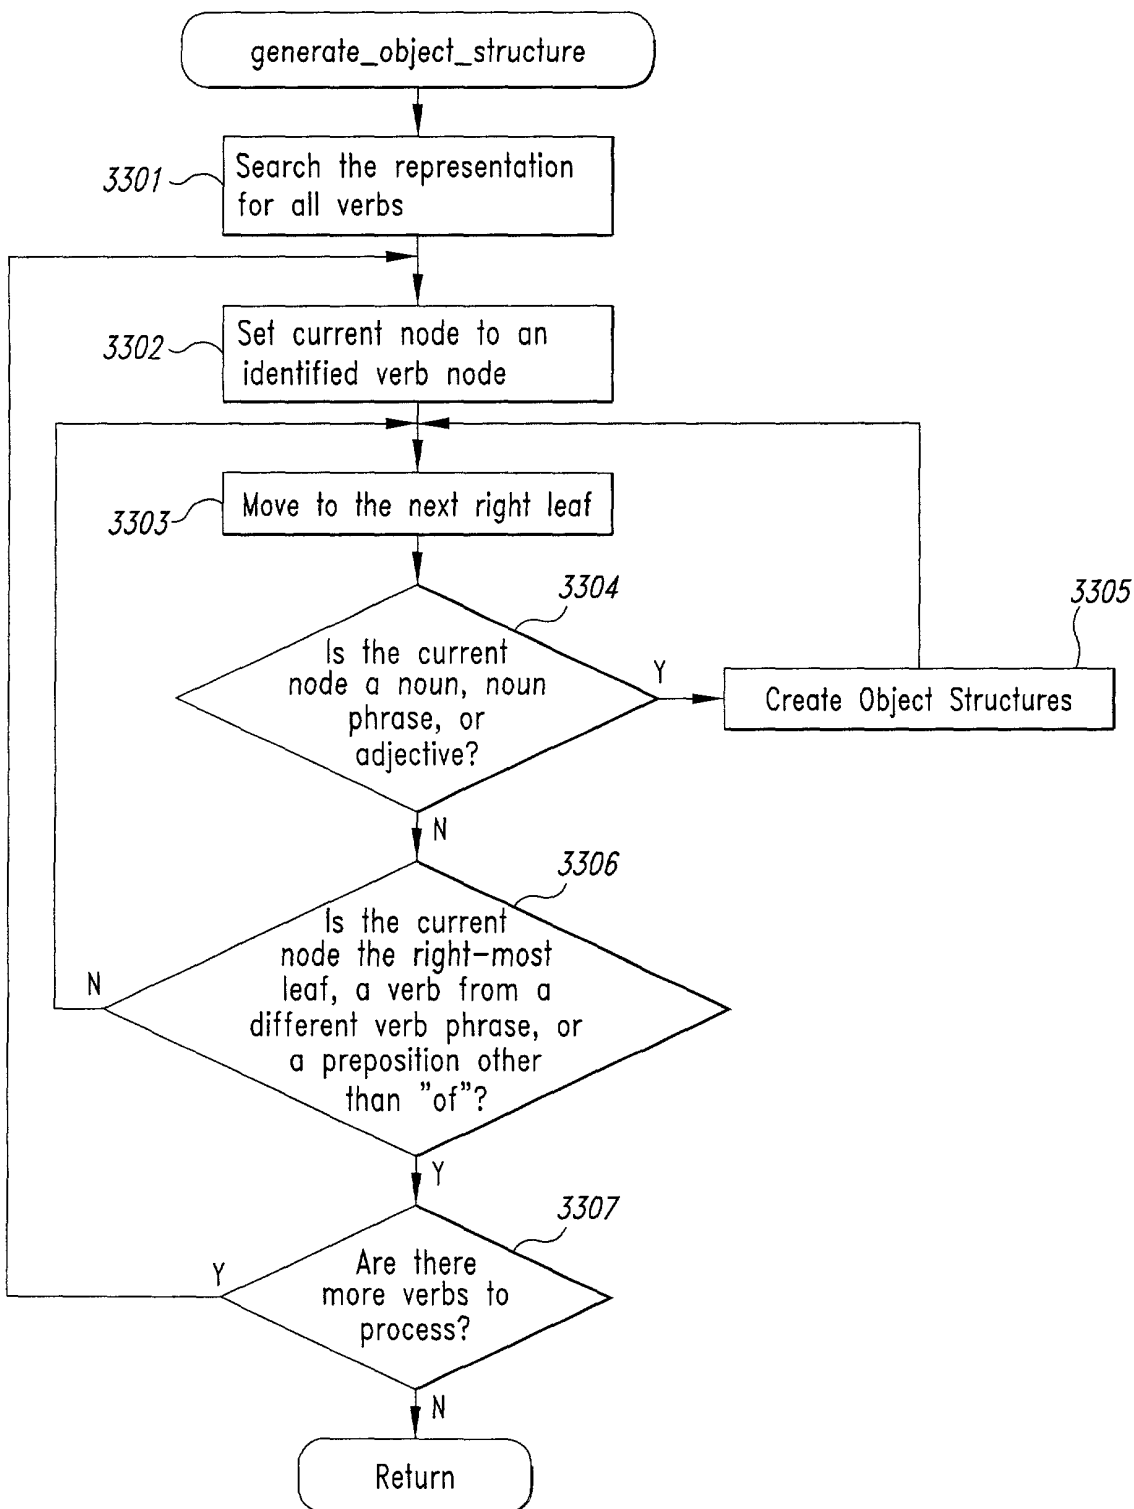 generate_object_structure
3301
Search the representation
for all verbs
3302
Set current node to an
identified verb node
3303
Move to the next right leaf
3304
Is the current
node a noun, noun
phrase, or
adjective?
Y
3305
Create Object Structures
N
3306
Is the current
node the right-most
leaf, a verb from a
different verb phrase, or
a preposition other
than "of"?
N
Y
3307
Are there
more verbs to
process?
Y
N
Return